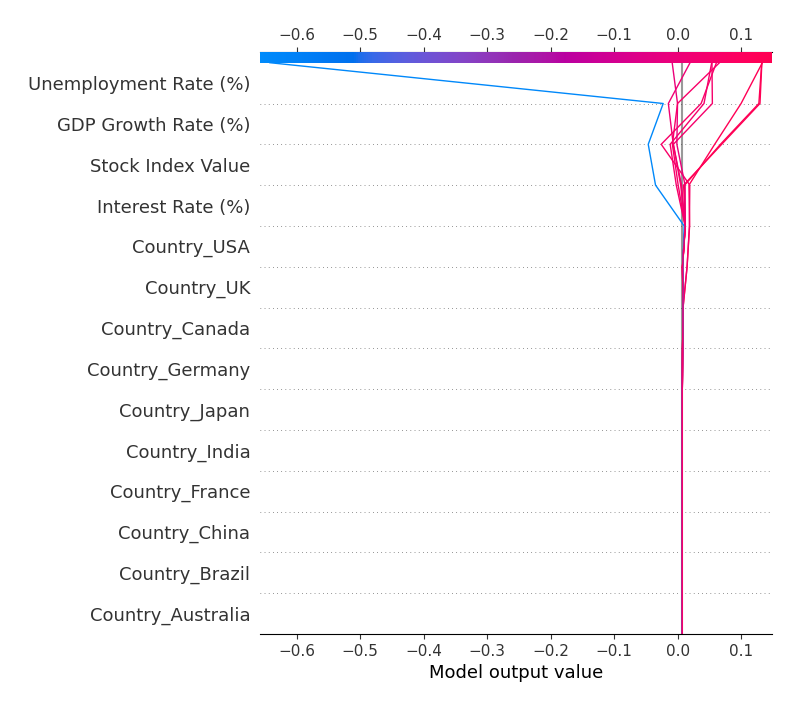 −0.6 −0.5 −0.4 −0.3 −0.2 −0.1 0.0 0.1
Unemployment Rate (%)
GDP Growth Rate (%)
Stock Index Value
Interest Rate (%)
Country_USA
Country_UK
Country_Canada
Country_Germany
Country_Japan
Country_India
Country_France
Country_China
Country_Brazil
Country_Australia
−0.6 −0.5 −0.4 −0.3 −0.2 −0.1 0.0 0.1
Model output value